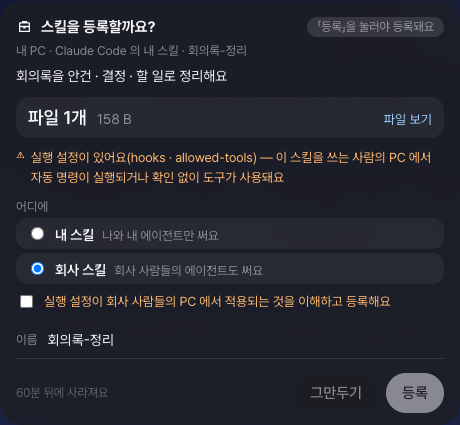 스킬을 등록할까요?
「등록」을 눌러야 등록돼요
내 PC · Claude Code 의 내 스킬 · 회의록-정리
회의록을 안건 · 결정 · 할 일로 정리해요
파일 1개 158 B 파일 보기
⚠ 실행 설정이 있어요(hooks · allowed-tools) — 이 스킬을 쓰는 사람의 PC 에서
자동 명령이 실행되거나 확인 없이 도구가 사용돼요
어디에
내 스킬 나와 내 에이전트만 써요
회사 스킬 회사 사람들의 에이전트도 써요
실행 설정이 회사 사람들의 PC 에서 적용되는 것을 이해하고 등록해요
이름 회의록-정리
60분 뒤에 사라져요 그만두기 등록